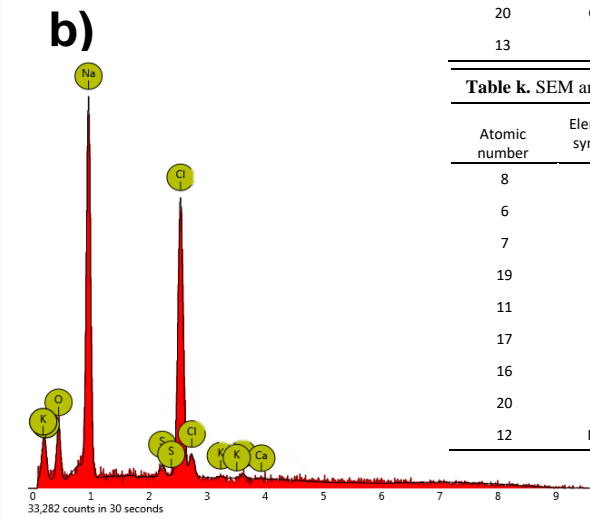 b)
Na
Cl
O
K
S
S
Cl
K
K
Ca
0 1 2 3 4 5 6 7 8 9
33,282 counts in 30 seconds
20
13
Table k. SEM
Atomic
number
8
6
7
19
11
17
16
20
12